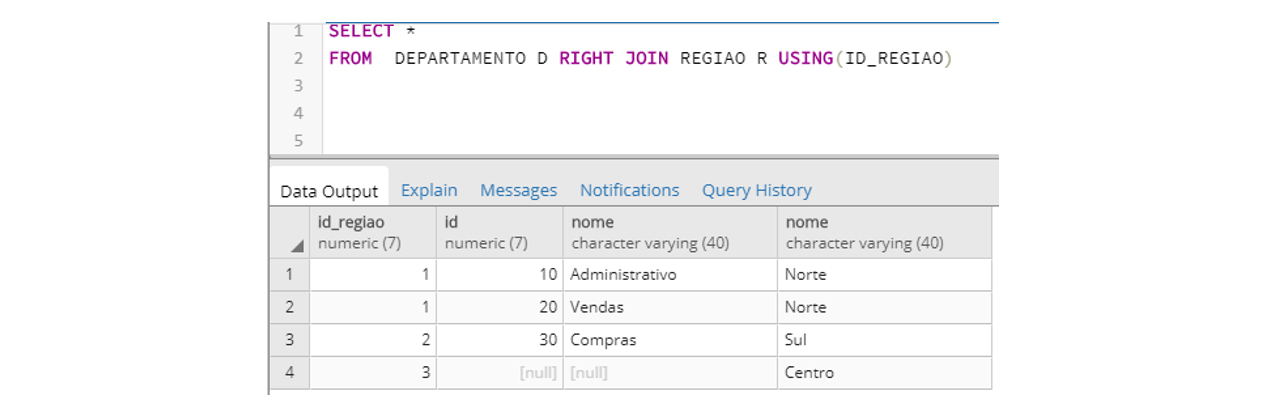 1 SELECT *
2 FROM  DEPARTAMENTO D RIGHT JOIN REGIAO R USING(ID_REGIAO)
3
4
5
Data Output Explain Messages Notifications Query History
id_regiao id nome nome
numeric (7) numeric (7) character varying (40) character varying (40)
1 1 10 Administrativo Norte
2 1 20 Vendas Norte
3 2 30 Compras Sul
4 3 [null] [null] Centro